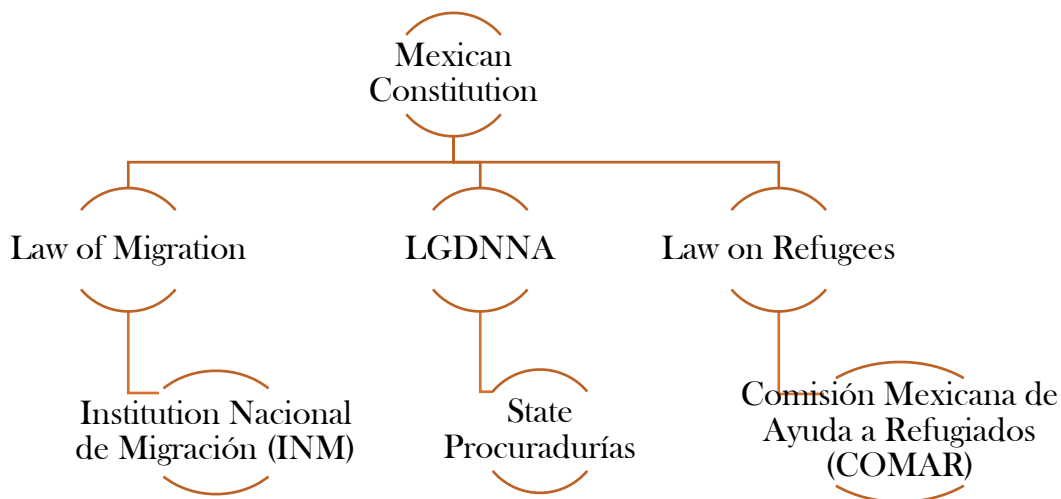 Mexican
Constitution
Law of Migration
LGDNNA
Law on Refugees
Institution Nacional
de Migración (INM)
State
Procuradurías
Comisión Mexicana de
Ayuda a Refugiados
(COMAR)